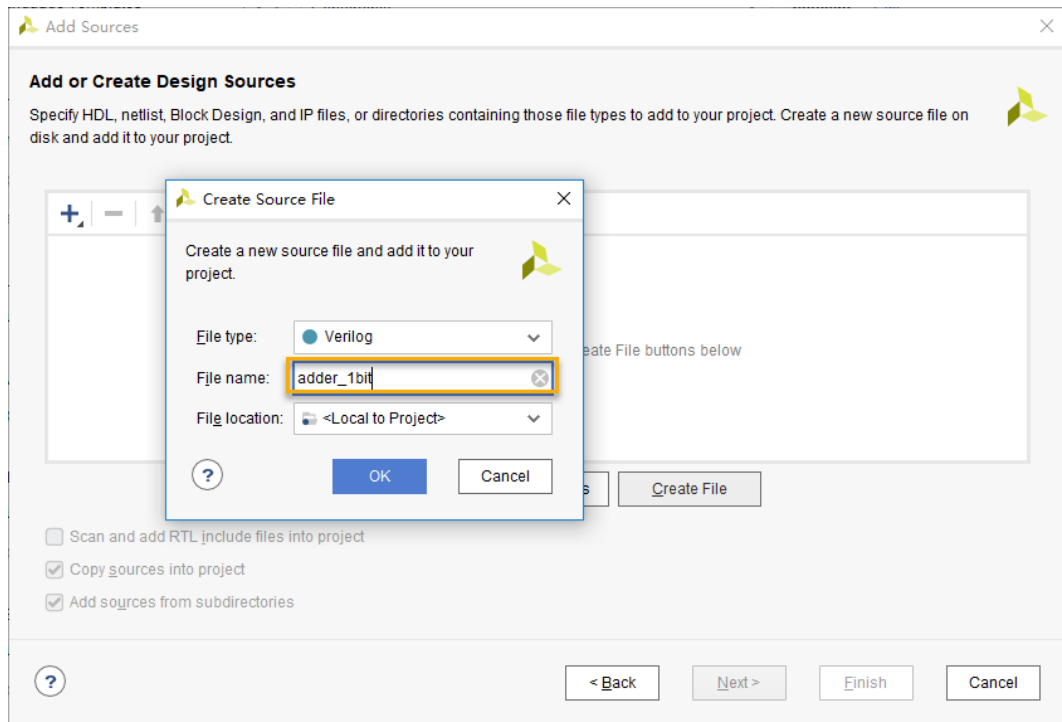 Add Sources
Add or Create Design Sources
Specify HDL, netlist, Block Design, and IP files, or directories containing those file types to add to your project. Create a new source file on
disk and add it to your project.
Create Source File
Create a new source file and add it to your
project.
File type: Verilog
eate File buttons below
File name: adder_1bit
File location: <Local to Project>
? OK Cancel
s Create File
Scan and add RTL include files into project
Copy sources into project
Add sources from subdirectories
? < Back Next > Finish Cancel